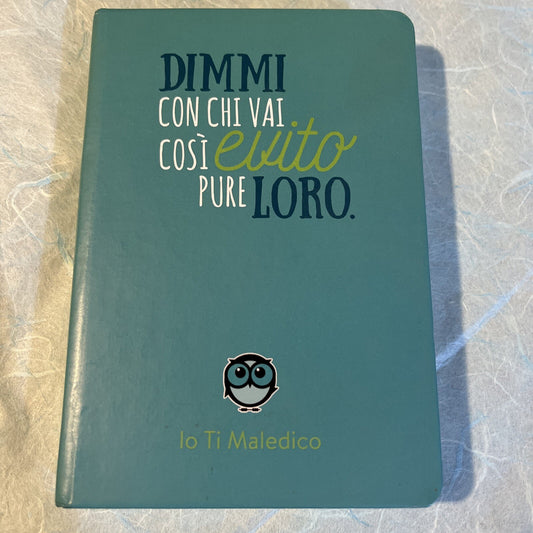 DIMMI
CON CHI VAI
COSÌ evito
PURE LORO.
Io Ti Maledico